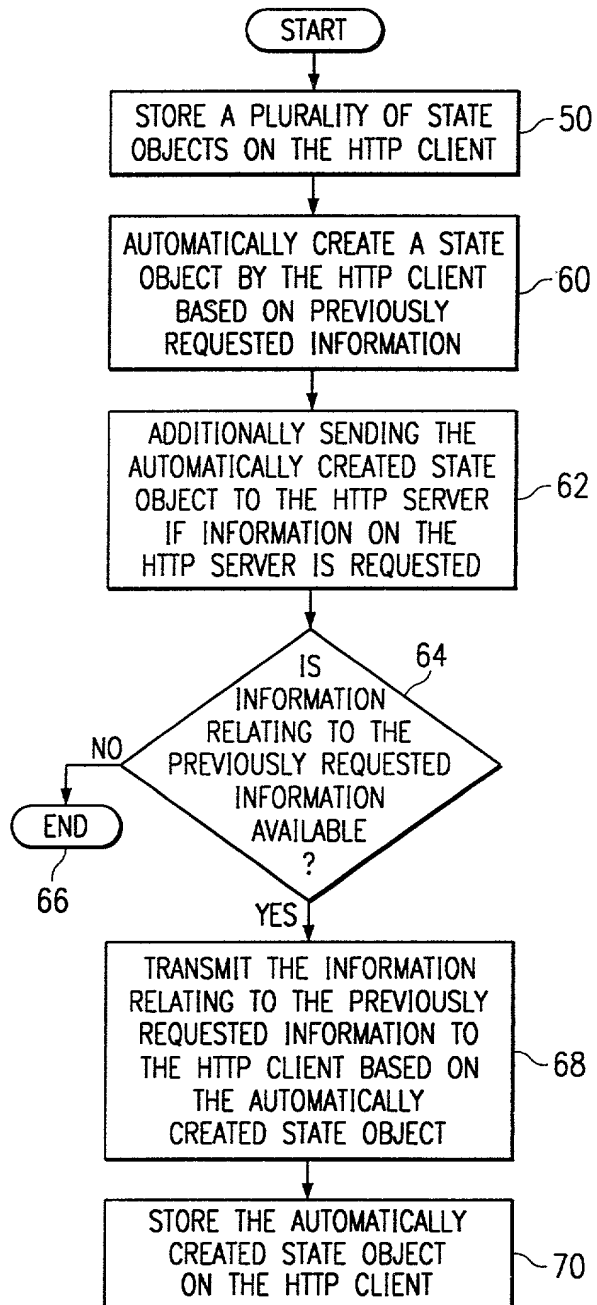 START
STORE A PLURALITY OF STATE
OBJECTS ON THE HTTP CLIENT
50
AUTOMATICALLY CREATE A STATE
OBJECT BY THE HTTP CLIENT
BASED ON PREVIOUSLY
REQUESTED INFORMATION
60
ADDITIONALLY SENDING THE
AUTOMATICALLY CREATED STATE
OBJECT TO THE HTTP SERVER
IF INFORMATION ON THE
HTTP SERVER IS REQUESTED
62
64
IS
INFORMATION
RELATING TO THE
PREVIOUSLY REQUESTED
INFORMATION
AVAILABLE
?
NO
END
66
YES
TRANSMIT THE INFORMATION
RELATING TO THE PREVIOUSLY
REQUESTED INFORMATION TO
THE HTTP CLIENT BASED ON
THE AUTOMATICALLY
CREATED STATE OBJECT
68
STORE THE AUTOMATICALLY
CREATED STATE OBJECT
ON THE HTTP CLIENT
70